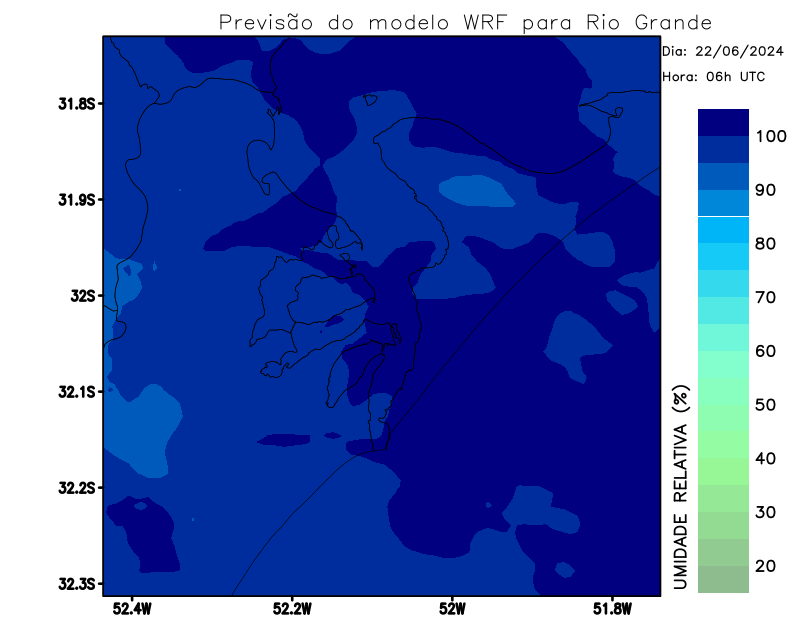 Previsão do modelo WRF para Rio Grande
Dia: 22/06/2024
Hora: 06h UTC
31.8S
31.9S
32S
32.1S
32.2S
32.3S
52.4W
52.2W
52W
51.8W
100
90
80
70
60
50
40
30
20
UMIDADE RELATIVA (%)